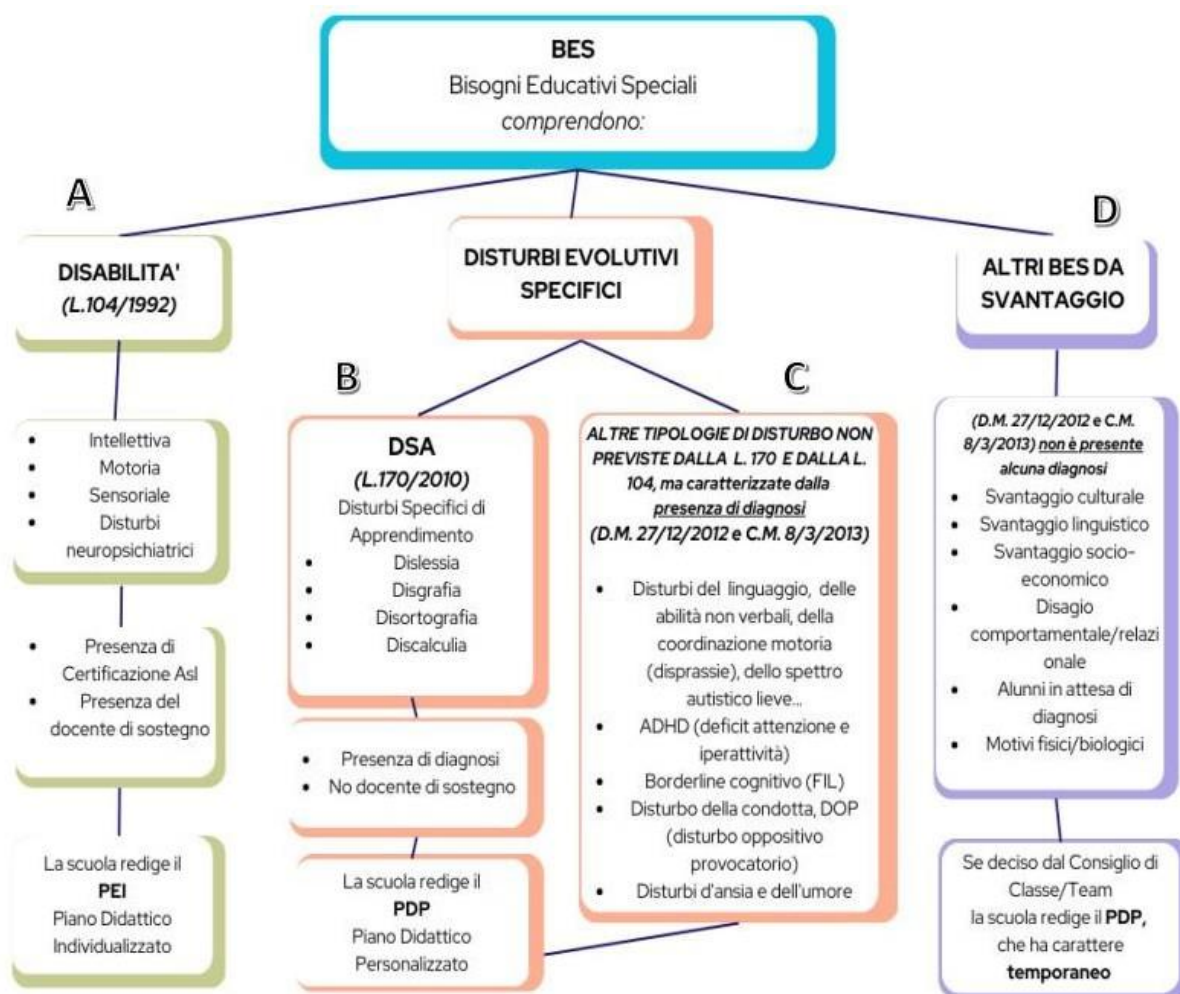 BES
Bisogni Educativi Speciali
comprendono:
A
DISABILITA'
(L.104/1992)
Intellettiva
Motoria
Sensoriale
Disturbi
neuropsichiatrici
Presenza di
Certificazione Asl
Presenza del
docente di sostegno
La scuola redige il
PEI
Piano Didattico
Individualizzato
DISTURBI EVOLUTIVI
SPECIFICI
B
DSA
(L.170/2010)
Disturbi Specifici di
Apprendimento
Dislessia
Disgrafia
Disortografia
Discalculia
Presenza di diagnosi
No docente di sostegno
La scuola redige il
PDP
Piano Didattico
Personalizzato
C
ALTRE TIPOLOGIE DI DISTURBO NON
PREVISTE DALLA L. 170 E DALLA L.
104, ma caratterizzate dalla
presenza di diagnosi
(D.M. 27/12/2012 e C.M. 8/3/2013)
Disturbi del linguaggio, delle
abilità non verbali, della
coordinazione motoria
(disprassie), dello spettro
autistico lieve...
ADHD (deficit attenzione e
iperattività)
Borderline cognitivo (FIL)
Disturbo della condotta, DOP
(disturbo oppositivo
provocatorio)
Disturbi d'ansia e dell'umore
D
ALTRI BES DA
SVANTAGGIO
(D.M. 27/12/2012 e C.M.
8/3/2013) non è presente
alcuna diagnosi
Svantaggio culturale
Svantaggio linguistico
Svantaggio socio-
economico
Disagio
comportamentale/relazi
onale
Alunni in attesa di
diagnosi
Motivi fisici/biologici
Se deciso dal Consiglio di
Classe/Team
la scuola redige il PDP,
che ha carattere
temporaneo